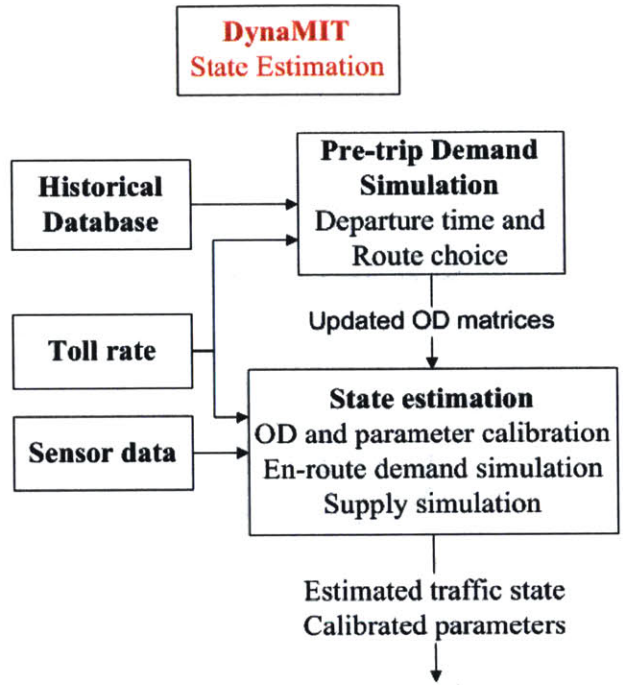 DynaMIT
State Estimation
Pre-trip Demand
Simulation
Departure time and
Route choice
Historical
Database
Updated OD matrices
Toll rate
State estimation
OD and parameter calibration
En-route demand simulation
Supply simulation
Sensor data
Estimated traffic state
Calibrated parameters